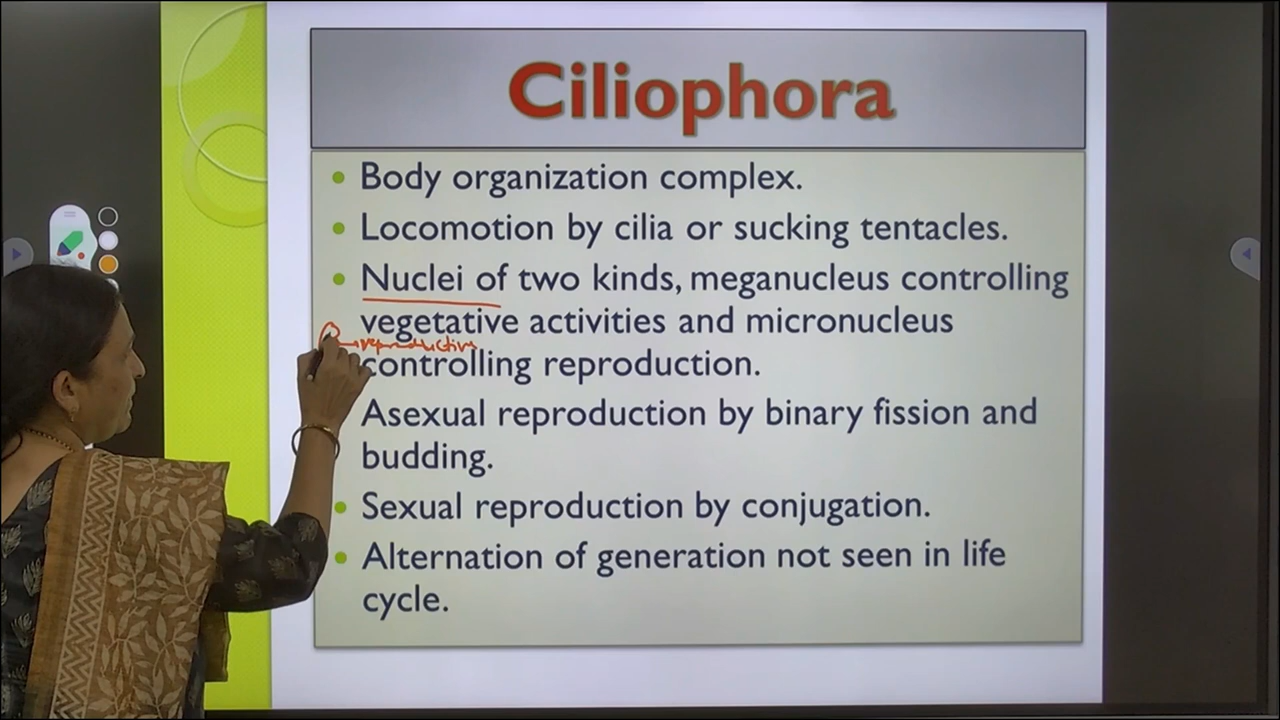 Ciliophora
Body organization complex.
Locomotion by cilia or sucking tentacles.
Nuclei of two kinds, meganucleus controlling
vegetative activities and micronucleus
reproductive
controlling reproduction.
Asexual reproduction by binary fission and
budding.
Sexual reproduction by conjugation.
Alternation of generation not seen in life
cycle.